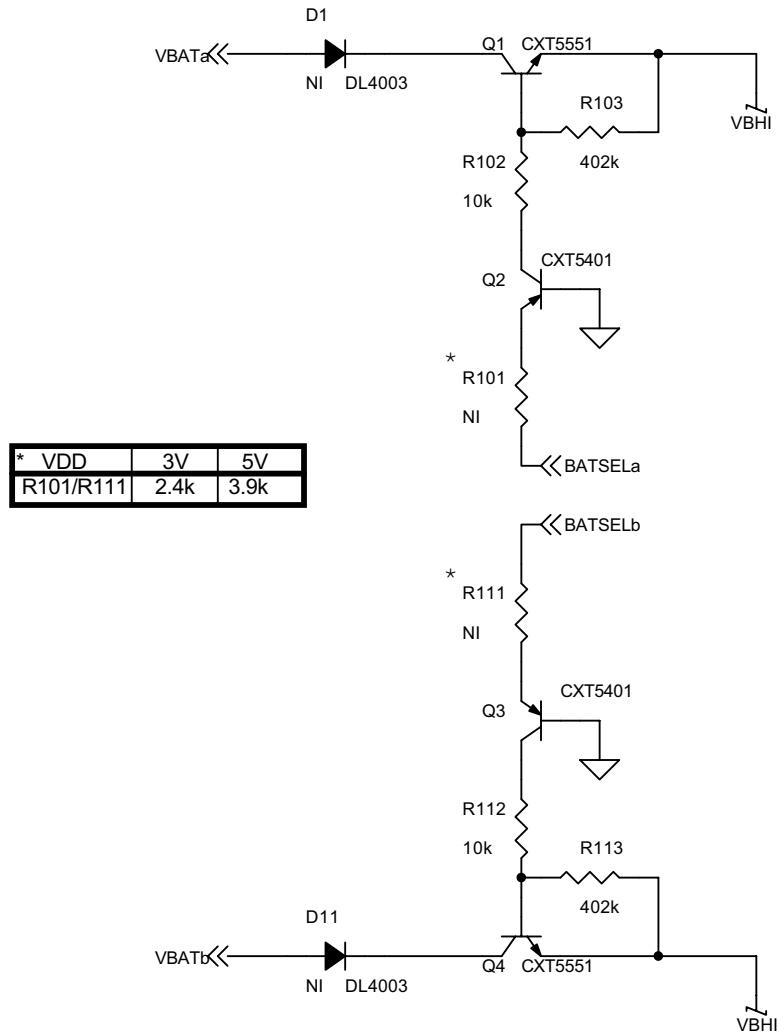 D1
VBATa
NI DL4003
Q1 CXT5551
R103
402k
VBHI
R102
10k
CXT5401
Q2
*
R101
NI
BATSELa
* VDD 3V 5V
R101/R111 2.4k 3.9k
BATSELb
*
R111
NI
CXT5401
Q3
R112
10k
R113
402k
D11
VBATb
NI DL4003
Q4 CXT5551
VBHI